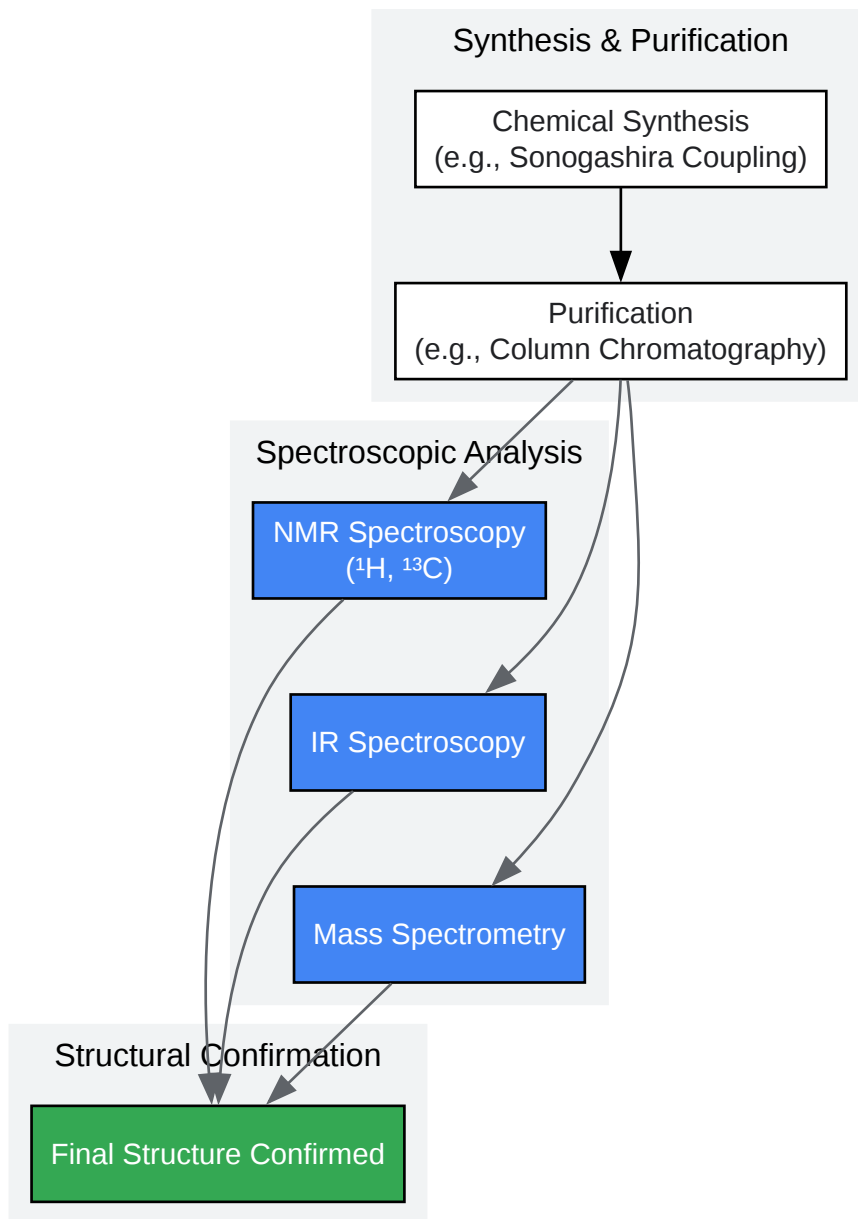 Synthesis & Purification
Chemical Synthesis
(e.g., Sonogashira Coupling)
Purification
(e.g., Column Chromatography)
Spectroscopic Analysis
NMR Spectroscopy
(¹H, ¹³C)
IR Spectroscopy
Mass Spectrometry
Structural Confirmation
Final Structure Confirmed